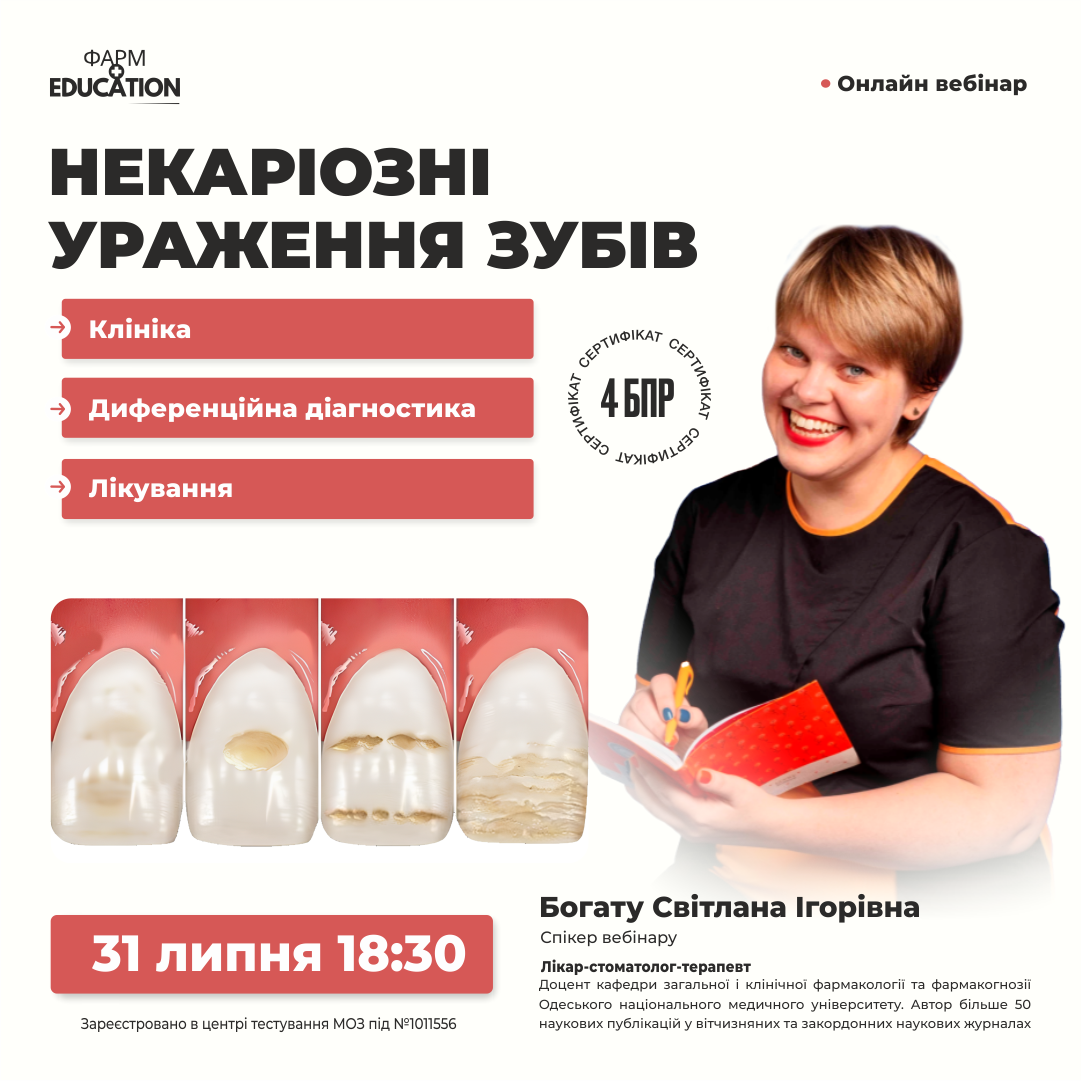 ФАРМ
EDUCATION
Онлайн вебінар
НЕКАРІОЗНІ
УРАЖЕННЯ ЗУБІВ
Клініка
Диференційна діагностика
Лікування
СЕРТИФІКАТ СЕРТИФІКАТ СЕРТИФІКАТ СЕРТИФІКАТ
4 БПР
31 липня 18:30
Зареєстровано в центрі тестування МОЗ під №1011556
Богату Світлана Ігорівна
Спікер вебінару
Лікар-стоматолог-терапевт
Доцент кафедри загальної і клінічної фармакології та фармакогнозії
Одеського національного медичного університету. Автор більше 50
наукових публікацій у вітчизняних та закордонних наукових журналах